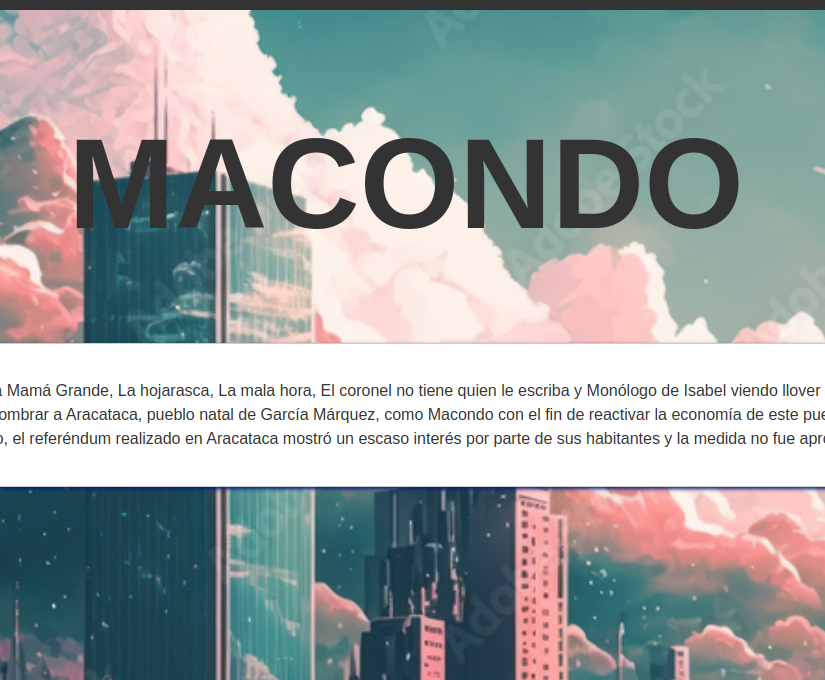 MACONDO
Mamá Grande, La hojarasca, La mala hora, El coronel no tiene quien le escriba y Monólogo de Isabel viendo llover
a Aracataca, pueblo natal de García Márquez, como Macondo con el fin de reactivar la economía de este
, el referéndum realizado en Aracataca mostró un escaso interés por parte de sus habitantes y la medida no fue
Adobe Stock